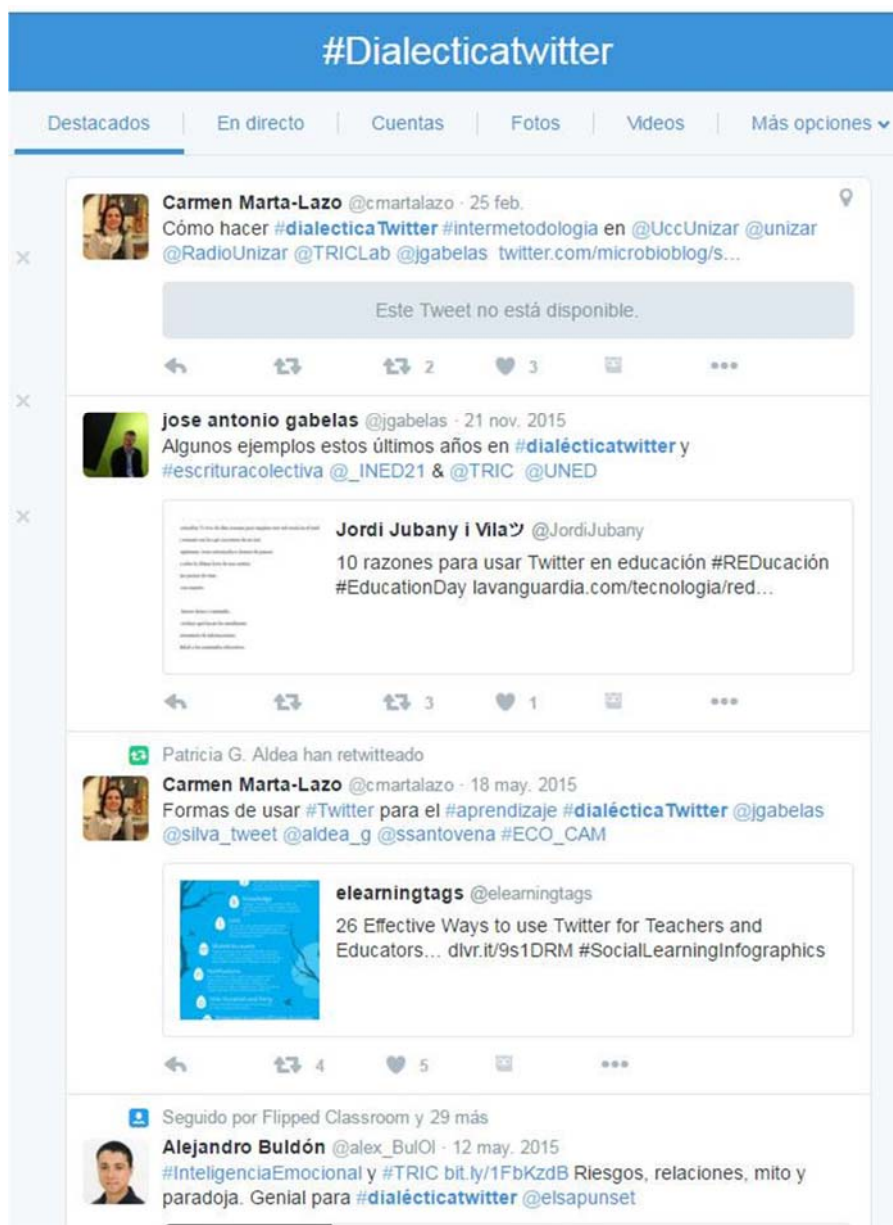 #Dialecticatwitter
Destacados En directo Cuentas Fotos Videos Más opciones
Carmen Marta-Lazo @cmartalazo · 25 feb.
Cómo hacer #dialecticaTwitter #intermetodologia en @UccUnizar @unizar
@RadioUnizar @TRICLab @jgabelas twitter.com/microbioblog/s...
Este Tweet no está disponible.
2 3
jose antonio gabelas @jgabelas · 21 nov. 2015
Algunos ejemplos estos últimos años en #dialécticatwitter y
#escrituracolectiva @_INED21 & @TRIC @UNED
Jordi Jubany i Vilaツ @JordiJubany
10 razones para usar Twitter en educación #REDucación
#EducationDay lavanguardia.com/tecnologia/red...
3 1
Patricia G. Aldea han retwitteado
Carmen Marta-Lazo @cmartalazo · 18 may. 2015
Formas de usar #Twitter para el #aprendizaje #dialécticaTwitter @jgabelas
@silva_tweet @aldea_g @ssantovena #ECO_CAM
elearningtags @elearningtags
26 Effective Ways to use Twitter for Teachers and
Educators... dlvr.it/9s1DRM #SocialLearningInfographics
4 5
Seguido por Flipped Classroom y 29 más
Alejandro Buldón @alex_BulOl · 12 may. 2015
#InteligenciaEmocional y #TRIC bit.ly/1FbKzdB Riesgos, relaciones, mito y
paradoja. Genial para #dialécticatwitter @elsapunset